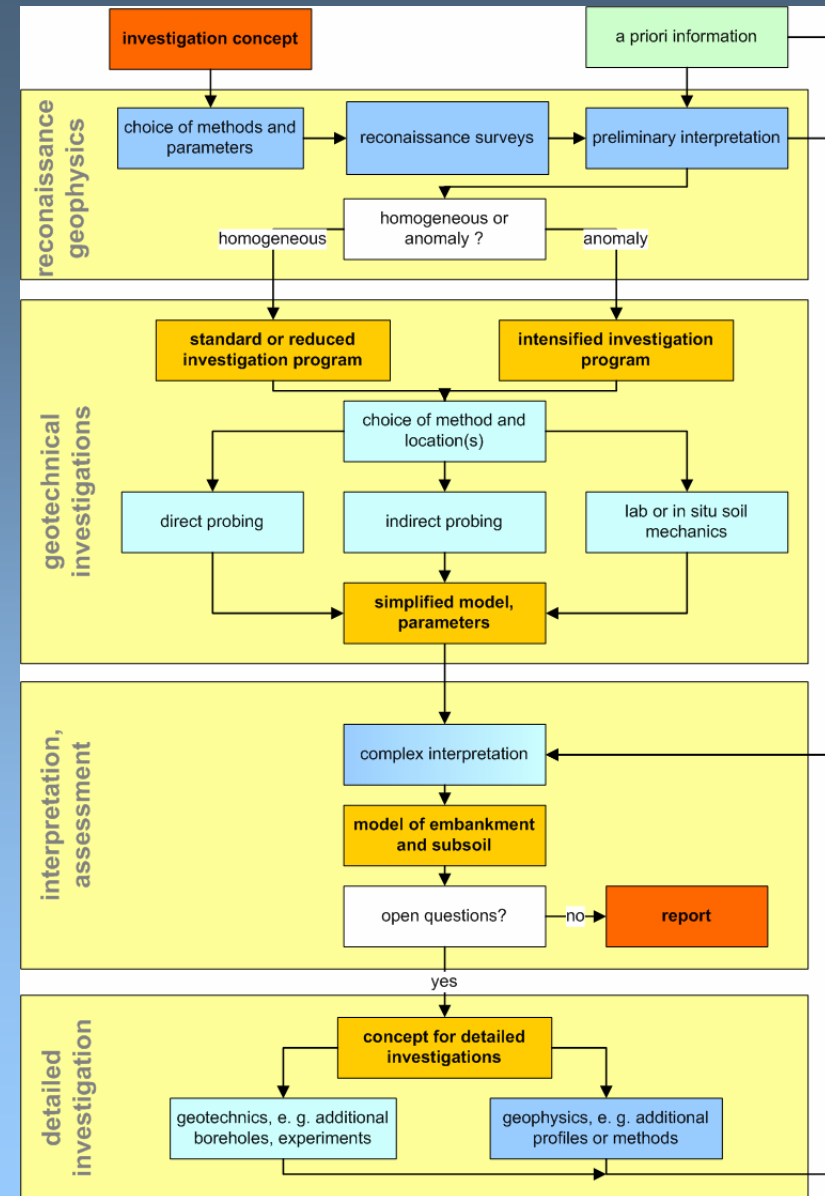 investigation concept
a priori information
reconaissance
geophysics
choice of methods and
parameters
reconaissance surveys
preliminary interpretation
homogeneous or
anomaly ?
homogeneous
anomaly
geotechnical
investigations
standard or reduced
investigation program
intensified investigation
program
choice of method and
location(s)
direct probing
indirect probing
lab or in situ soil
mechanics
simplified model,
parameters
interpretation,
assessment
complex interpretation
model of embankment
and subsoil
open questions?
no
report
yes
detailed
investigation
concept for detailed
investigations
geotechnics, e. g. additional
boreholes, experiments
geophysics, e. g. additional
profiles or methods